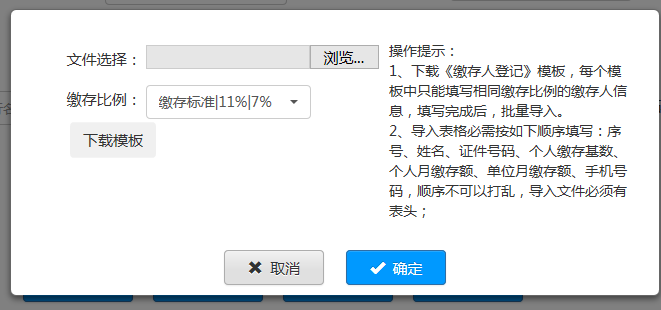 文件选择：
浏览...
缴存比例：
缴存标准|11%|7%
下载模板
操作提示：
1、下载《缴存人登记》模板，每个模
板中只能填写相同缴存比例的缴存人信
息，填写完成后，批量导入。
2、导入表格必需按如下顺序填写：序
号、姓名、证件号码、个人缴存基数、
个人月缴存额、单位月缴存额、手机号
码，顺序不可以打乱，导入文件必须有
表头；
取消
确定